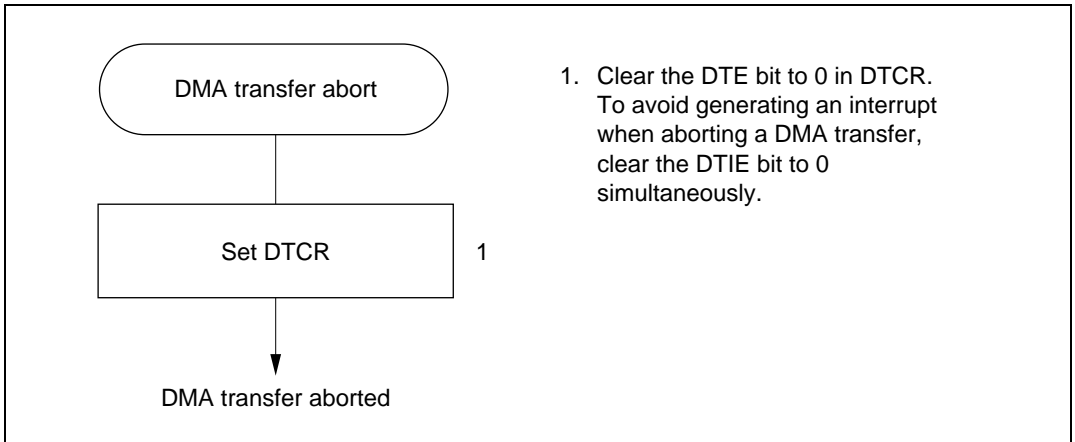 DMA transfer abort
Set DTCR
1
DMA transfer aborted
1. Clear the DTE bit to 0 in DTCR.
To avoid generating an interrupt
when aborting a DMA transfer,
clear the DTIE bit to 0
simultaneously.